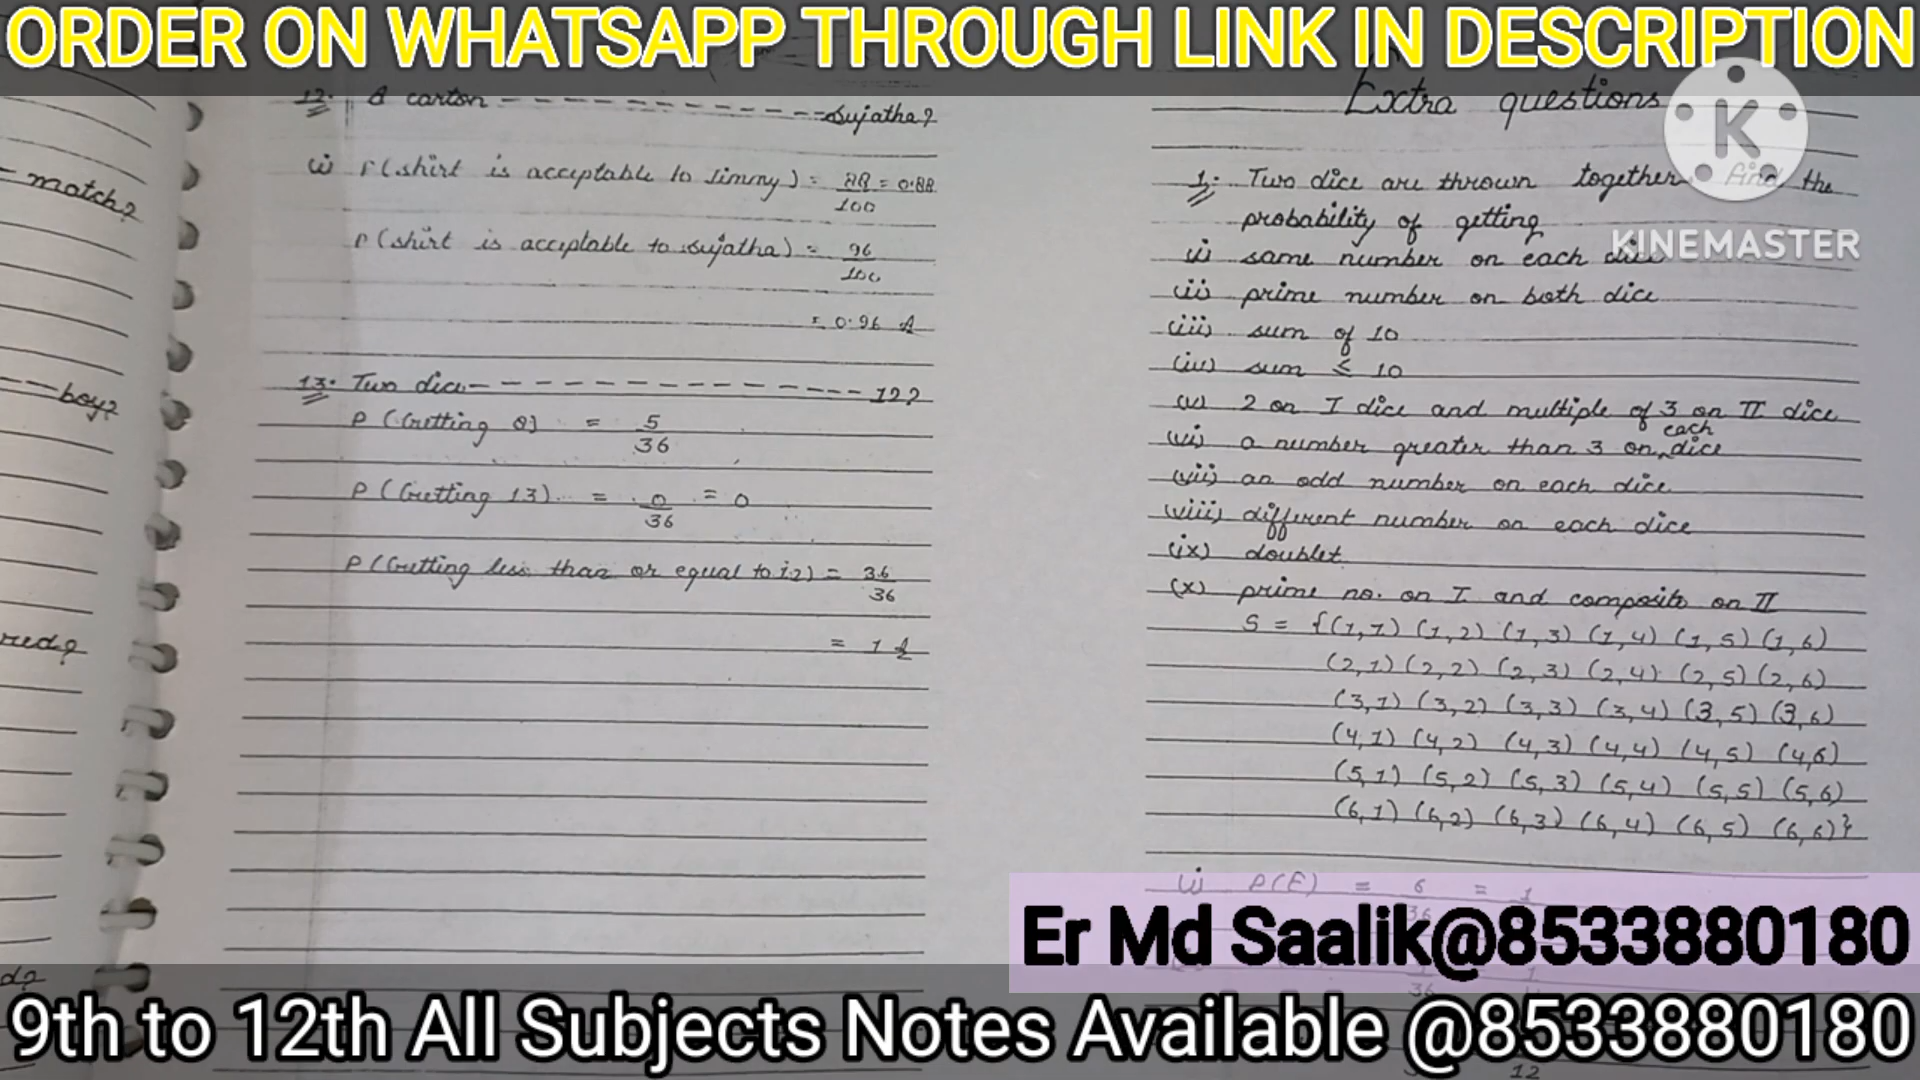 ORDER ON WHATSAPP THROUGH LINK IN DESCRIPTION
match?
boy?
red?
d?
12. A carton ------------ Sujatha?
(i) P(shirt is acceptable to Jimmy) = 88/100 = 0.88
P(shirt is acceptable to Sujatha) = 96/100
= 0.96 A
13. Two dice --------------- 12?
P (Getting 8) = 5/36
P (Getting 13) = 0/36 = 0
P (Getting less than or equal to 12) = 36/36
= 1 A
Extra questions
1. Two dice are thrown together. Find the
probability of getting
(i) same number on each dice
(ii) prime number on both dice
(iii) sum of 10
(iv) sum ≤ 10
(v) 2 on I dice and multiple of 3 on II dice
(vi) a number greater than 3 on each dice
(vii) an odd number on each dice
(viii) different number on each dice
(ix) doublet
(x) prime no. on I and composite on II
S = {(1,1) (1,2) (1,3) (1,4) (1,5) (1,6)
(2,1) (2,2) (2,3) (2,4) (2,5) (2,6)
(3,1) (3,2) (3,3) (3,4) (3,5) (3,6)
(4,1) (4,2) (4,3) (4,4) (4,5) (4,6)
(5,1) (5,2) (5,3) (5,4) (5,5) (5,6)
(6,1) (6,2) (6,3) (6,4) (6,5) (6,6)}
(i) P(E) = 6/36 = 1
36
12
K
KINEMASTER
Er Md Saalik@8533880180
9th to 12th All Subjects Notes Available @8533880180